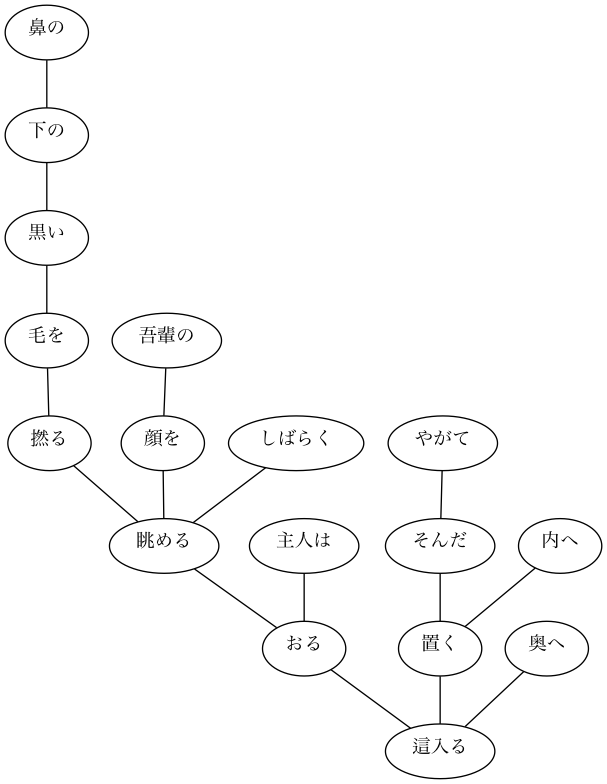 鼻の
下の
黒い
毛を
吾輩の
撚る
顔を
しばらく
やがて
眺める
主人は
そんだ
内へ
おる
置く
奥へ
這入る